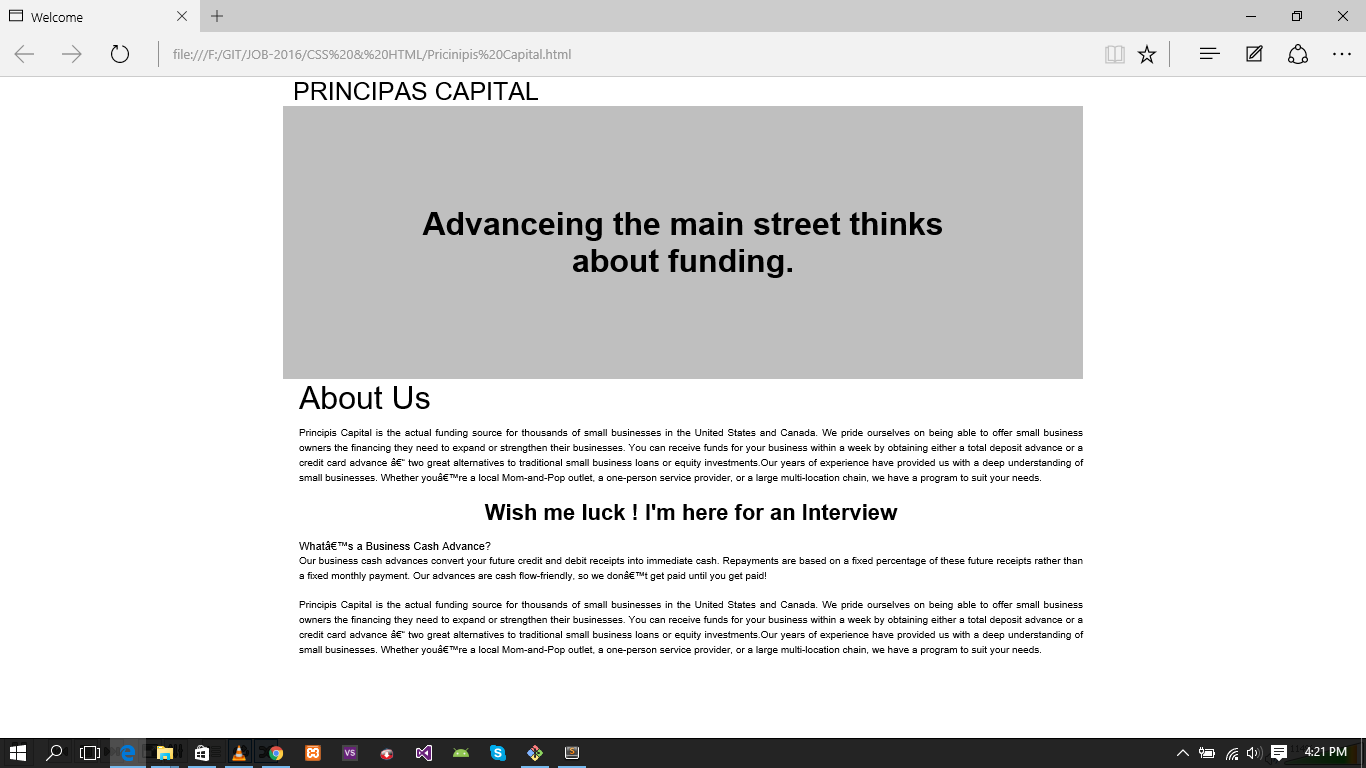 Welcome
file:///F:/GIT/JOB-2016/CSS%20&%20HTML/Pricinipis%20Capital.html
PRINCIPAS CAPITAL
Advanceing the main street thinks
about funding.
About Us
Principis Capital is the actual funding source for thousands of small businesses in the United States and Canada. We pride ourselves on being able to offer small business
owners the financing they need to expand or strengthen their businesses. You can receive funds for your business within a week by obtaining either a total deposit advance or a
credit card advance â€“ two great alternatives to traditional small business loans or equity investments.Our years of experience have provided us with a deep understanding of
small businesses. Whether youâ€™re a local Mom-and-Pop outlet, a one-person service provider, or a large multi-location chain, we have a program to suit your needs.
Wish me luck ! I'm here for an Interview
Whatâ€™s a Business Cash Advance?
Our business cash advances convert your future credit and debit receipts into immediate cash. Repayments are based on a fixed percentage of these future receipts rather than
a fixed monthly payment. Our advances are cash flow-friendly, so we donâ€™t get paid until you get paid!
Principis Capital is the actual funding source for thousands of small businesses in the United States and Canada. We pride ourselves on being able to offer small business
owners the financing they need to expand or strengthen their businesses. You can receive funds for your business within a week by obtaining either a total deposit advance or a
credit card advance â€“ two great alternatives to traditional small business loans or equity investments.Our years of experience have provided us with a deep understanding of
small businesses. Whether youâ€™re a local Mom-and-Pop outlet, a one-person service provider, or a large multi-location chain, we have a program to suit your needs.
VS
4:21 PM